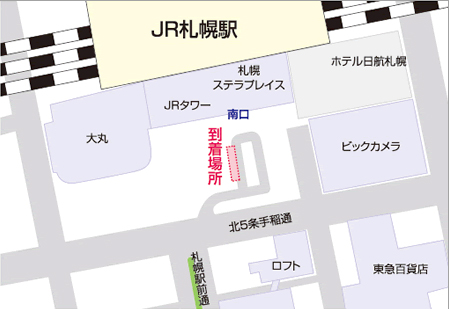 JR札幌駅
札幌
ステラプレイス
ホテル日航札幌
JRタワー
南口
大丸
到着場所
ビックカメラ
北5条手稲通
札幌駅前通
ロフト
東急百貨店